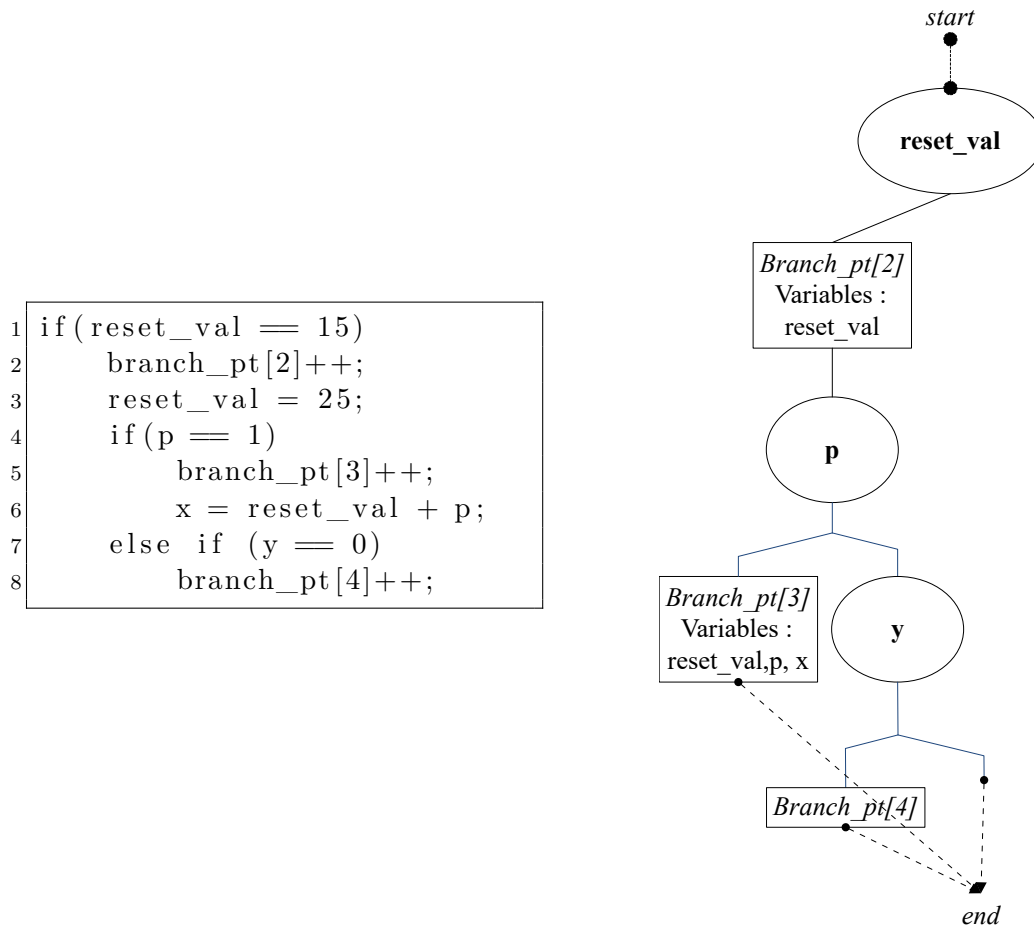 1 if(reset_val == 15)
2 branch_pt[2]++;
3 reset_val = 25;
4 if(p == 1)
5 branch_pt[3]++;
6 x = reset_val + p;
7 else if (y == 0)
8 branch_pt[4]++;
start
reset_val
Branch_pt[2]
Variables :
reset_val
p
Branch_pt[3]
Variables :
reset_val,p, x
y
Branch_pt[4]
end